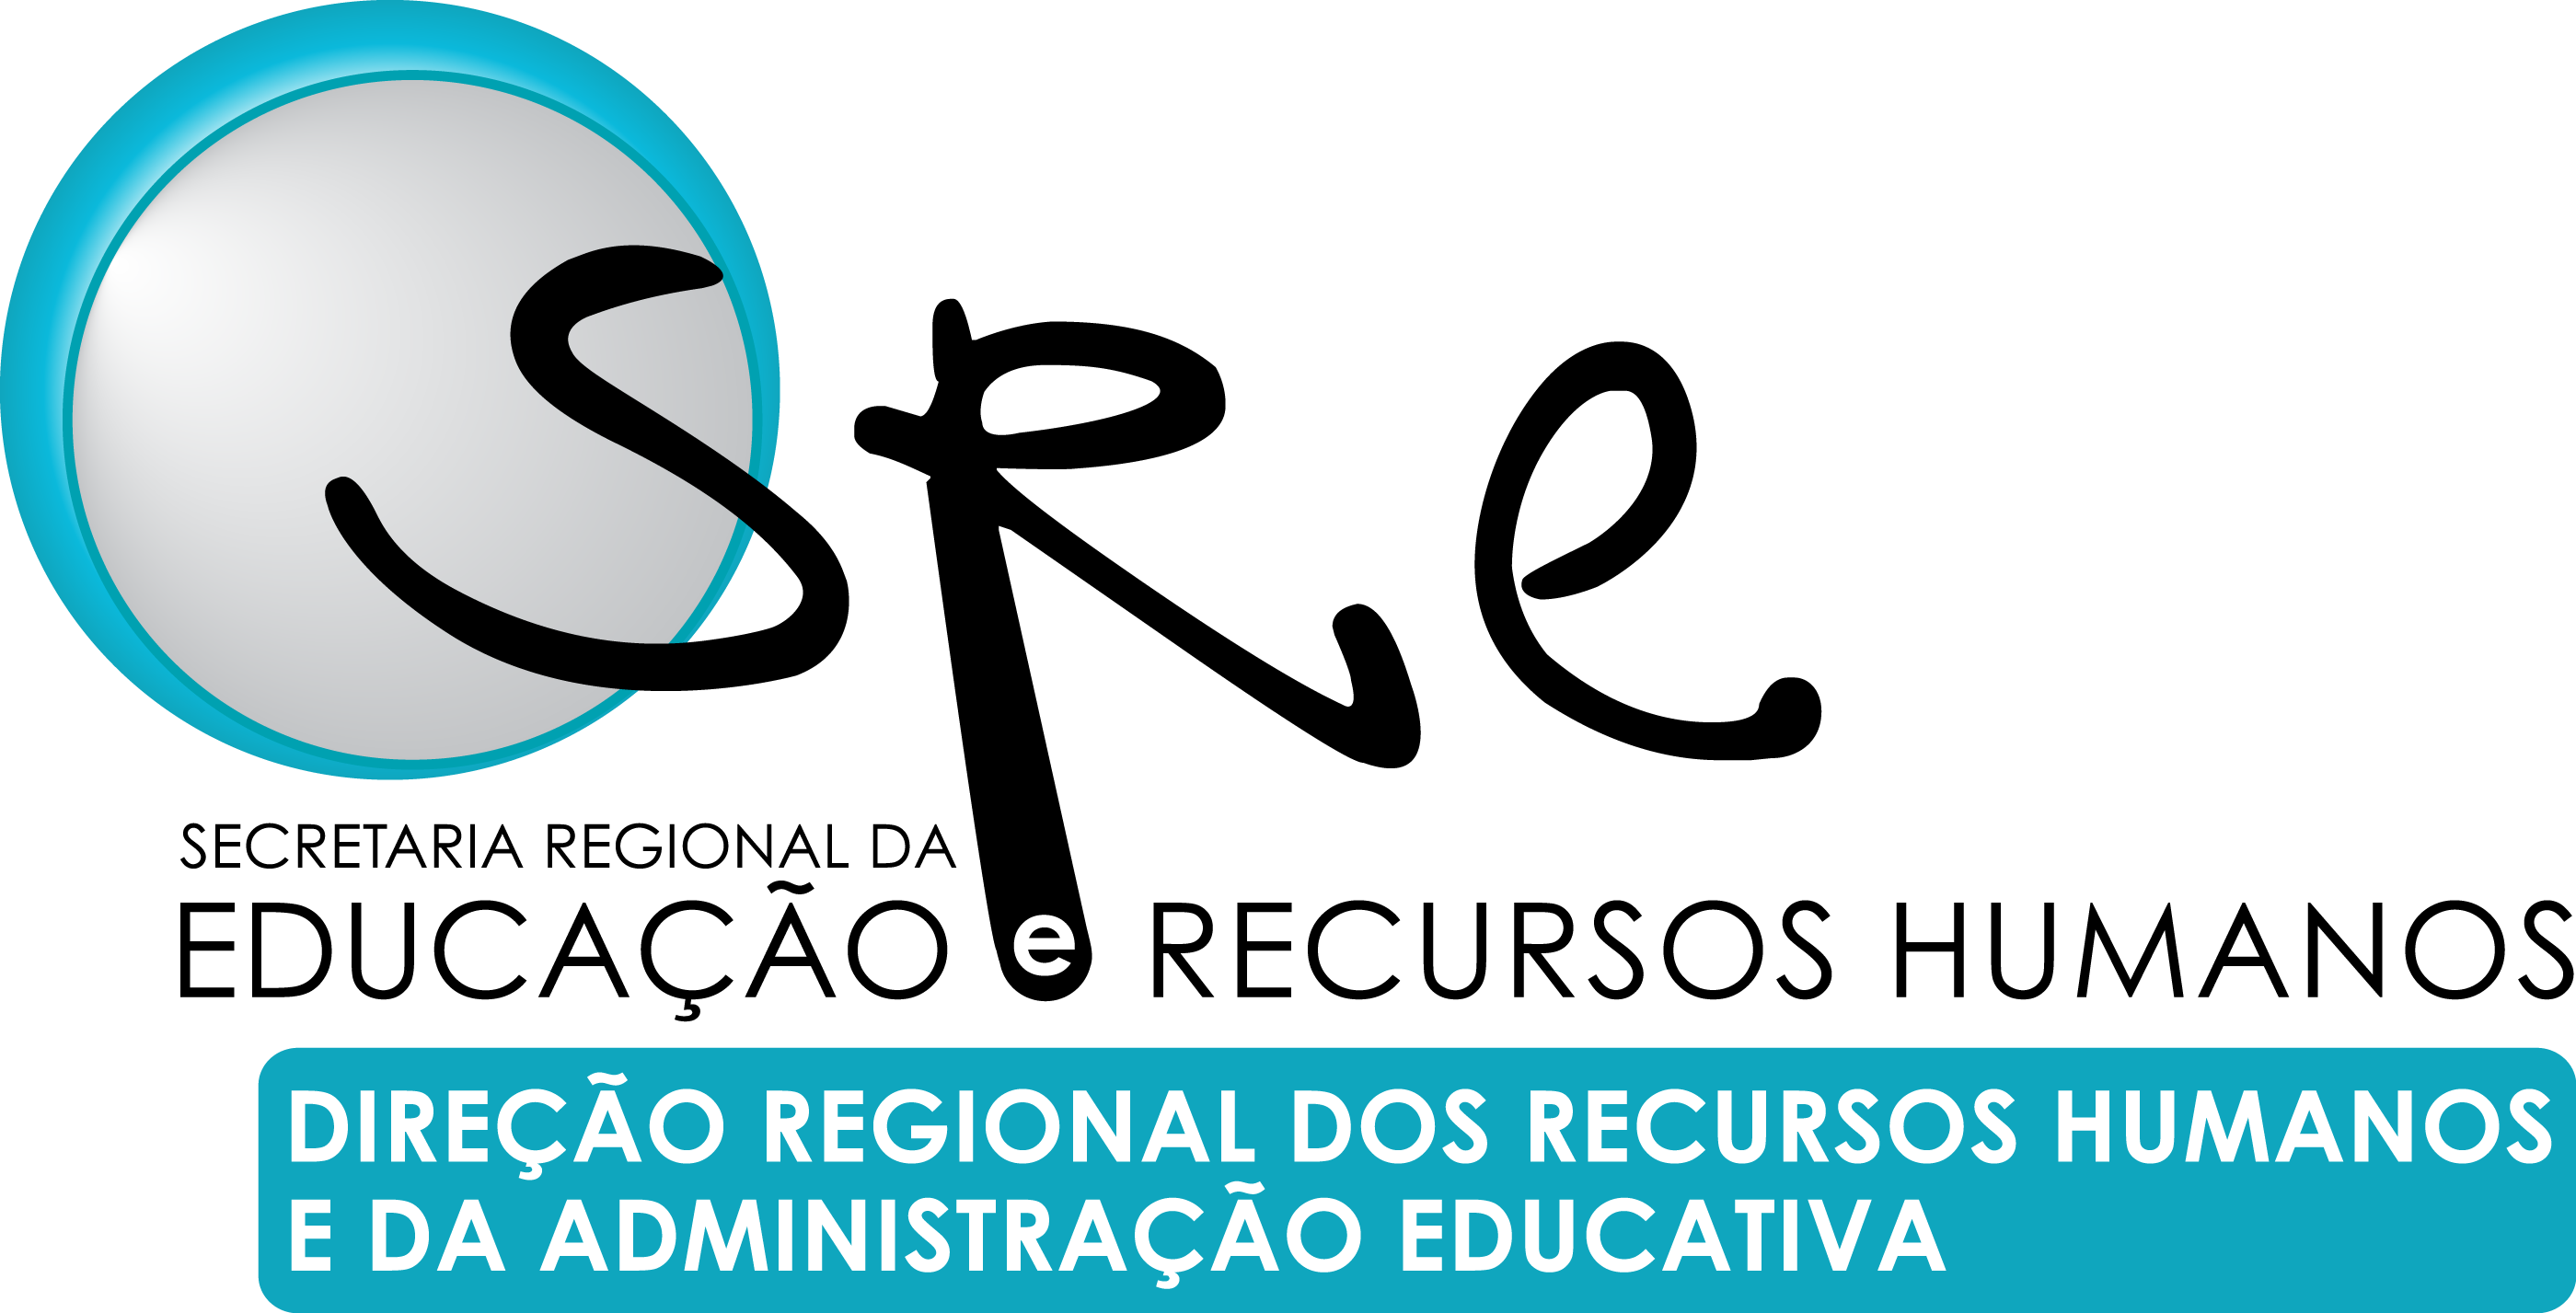 SRe
SECRETARIA REGIONAL DA
EDUCAÇÃO e RECURSOS HUMANOS
DIREÇÃO REGIONAL DOS RECURSOS HUMANOS
E DA ADMINISTRAÇÃO EDUCATIVA